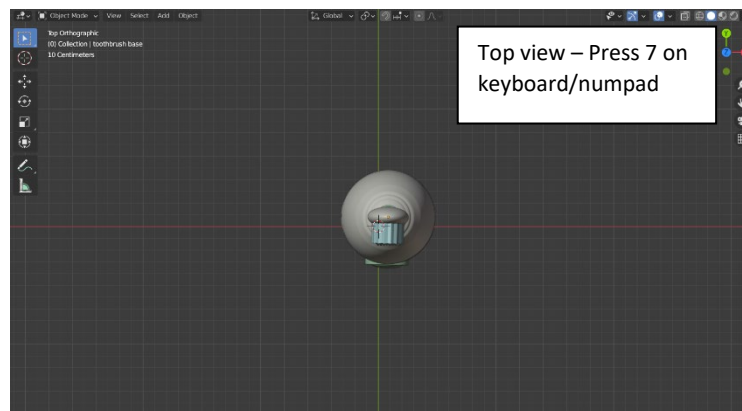 Object Mode View Select Add Object Global
Top Orthographic
(0) Collection | toothbrush base
10 Centimeters
Top view – Press 7 on
keyboard/numpad
Y
Z